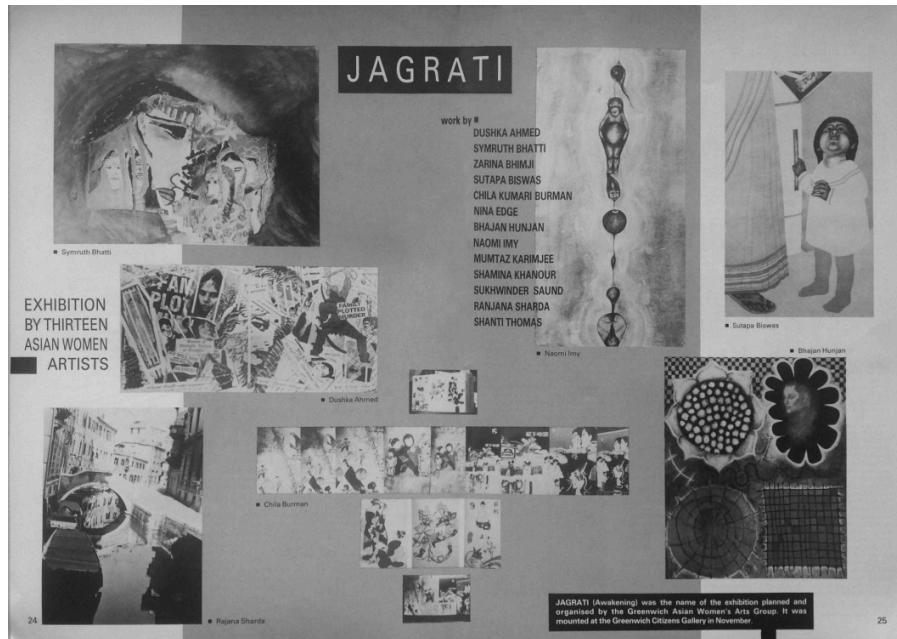 JAGRATI
work by
DUSHKA AHMED
SYMRUTH BHATTI
ZARINA BHIMJI
SUTAPA BISWAS
CHILA KUMARI BURMAN
NINA EDGE
BHAJAN HUNJAN
NAOMI IMY
MUMTAZ KARIMJEE
SHAMINA KHANOUR
SUKHWINDER SAUND
RANJANA SHARDA
SHANTI THOMAS
Symruth Bhatti
EXHIBITION
BY THIRTEEN
ASIAN WOMEN
ARTISTS
FAMILY
PLOTTED
MURDER
Dushka Ahmed
Naomi Imy
Sutapa Biswas
Bhajan Hunjan
Chila Burman
Rajana Sharda
JAGRATI (Awakening) was the name of the exhibition planned and
organised by the Greenwich Asian Women's Arts Group. It was
mounted at the Greenwich Citizens Gallery in November.
24
25